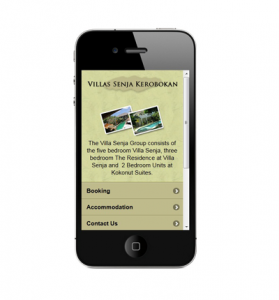 Villas Senja Kerobokan
The Villa Senja Group consists of
the five bedroom Villa Senja, three
bedroom The Residence at Villa
Senja and 2 Bedroom Units at
Kokonut Suites.
Booking
Accommodation
Contact Us